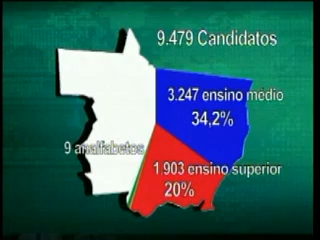 9.479 Candidatos
3.247 ensino médio
34,2%
9 analfabetos
1.903 ensino superior
20%